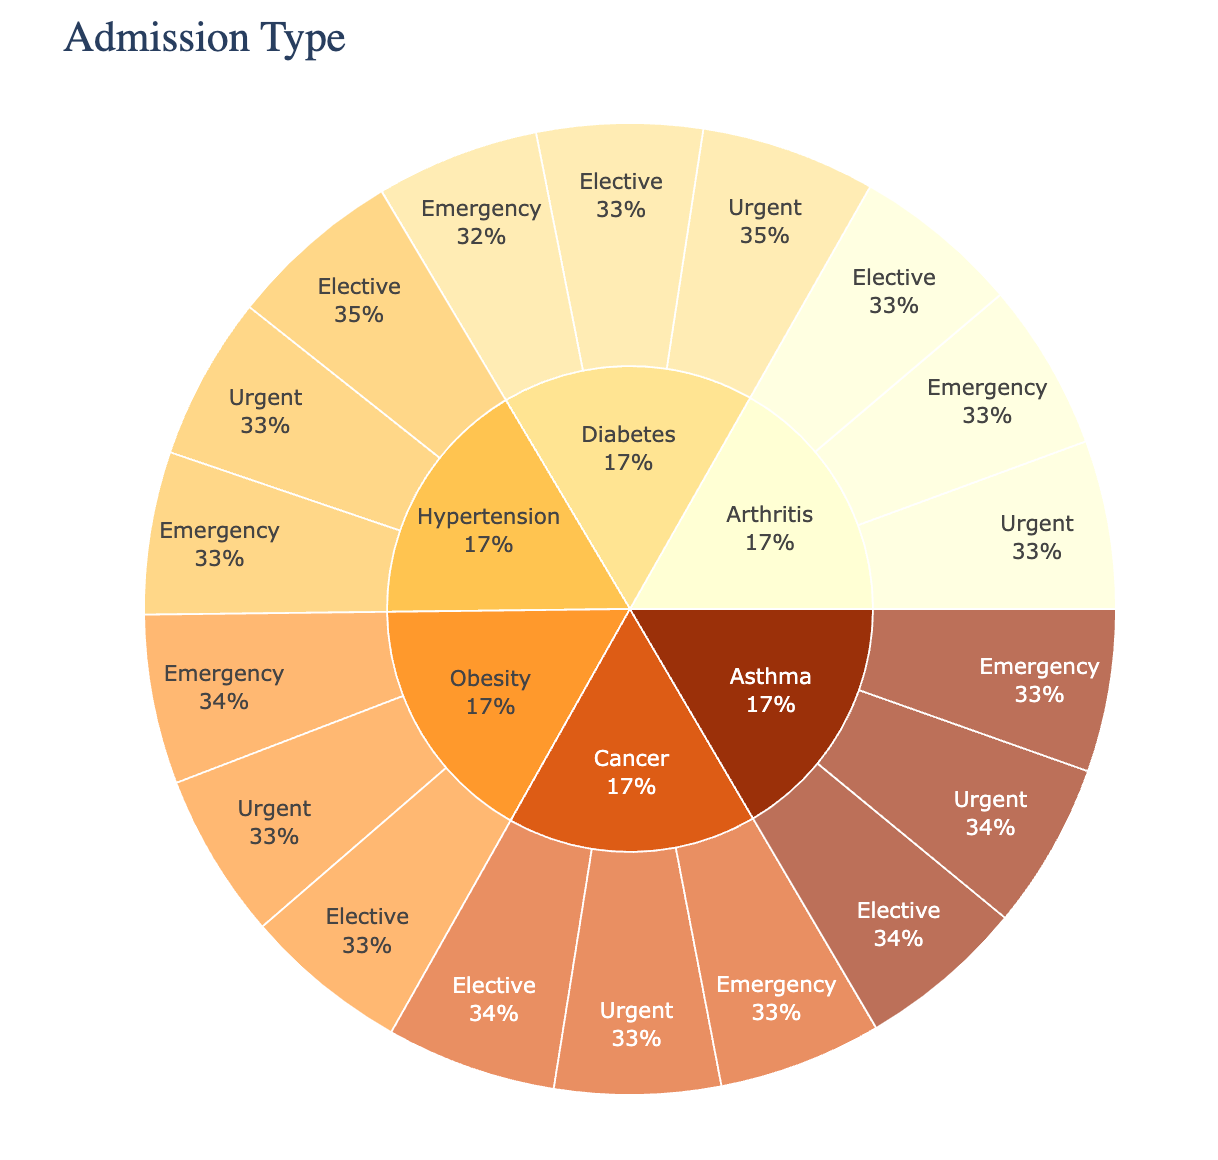 Admission Type
Elective
33%
Emergency
32%
Urgent
35%
Elective
33%
Elective
35%
Emergency
33%
Urgent
33%
Diabetes
17%
Hypertension
17%
Arthritis
17%
Emergency
33%
Urgent
33%
Emergency
34%
Obesity
17%
Asthma
17%
Emergency
33%
Cancer
17%
Urgent
33%
Urgent
34%
Elective
33%
Elective
34%
Elective
34%
Urgent
33%
Emergency
33%